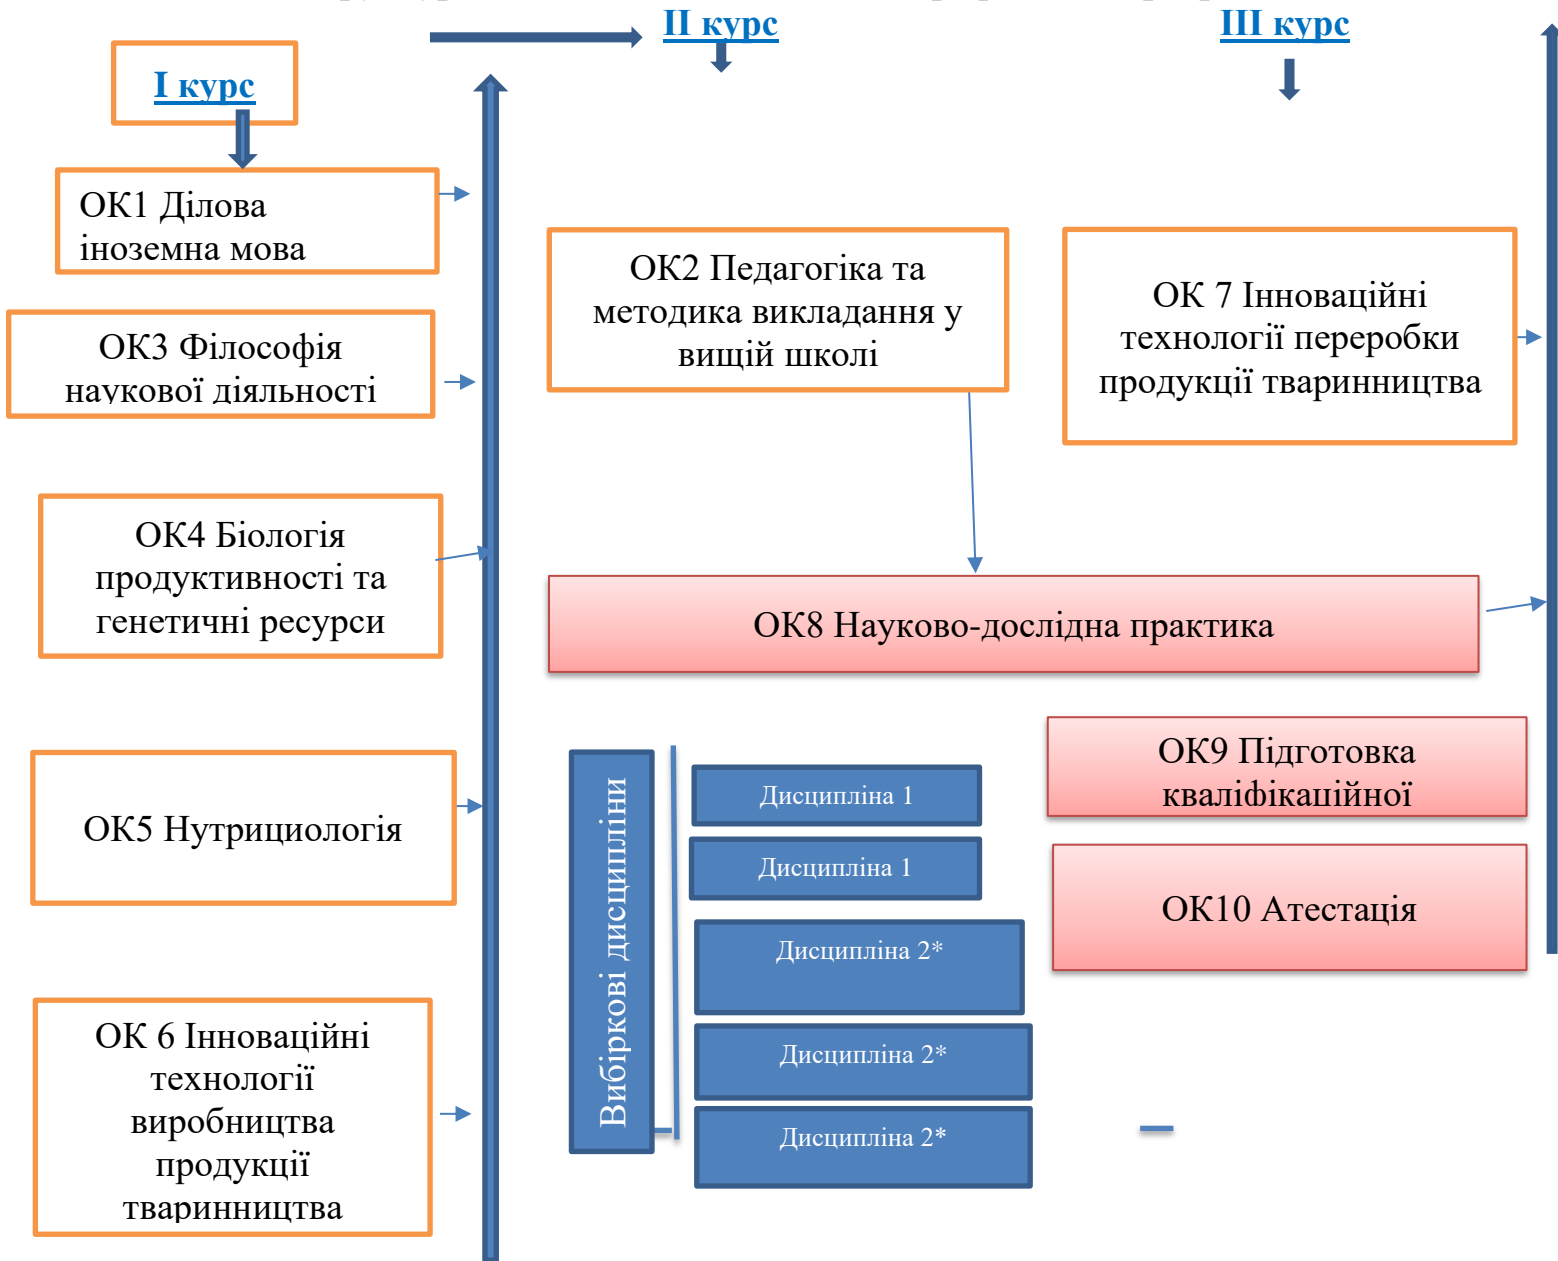 II курс
III курс
I курс
ОК1 Ділова
іноземна мова
ОК3 Філософія
наукової діяльності
ОК4 Біологія
продуктивності та
генетичні ресурси
ОК5 Нутрициологія
ОК 6 Інноваційні
технології
виробництва
продукції
тваринництва
ОК2 Педагогіка та
методика викладання у
вищій школі
ОК 7 Інноваційні
технології переробки
продукції тваринництва
ОК8 Науково-дослідна практика
Вибіркові дисципліни
Дисципліна 1
Дисципліна 1
Дисципліна 2*
Дисципліна 2*
Дисципліна 2*
ОК9 Підготовка
кваліфікаційної
ОК10 Атестація